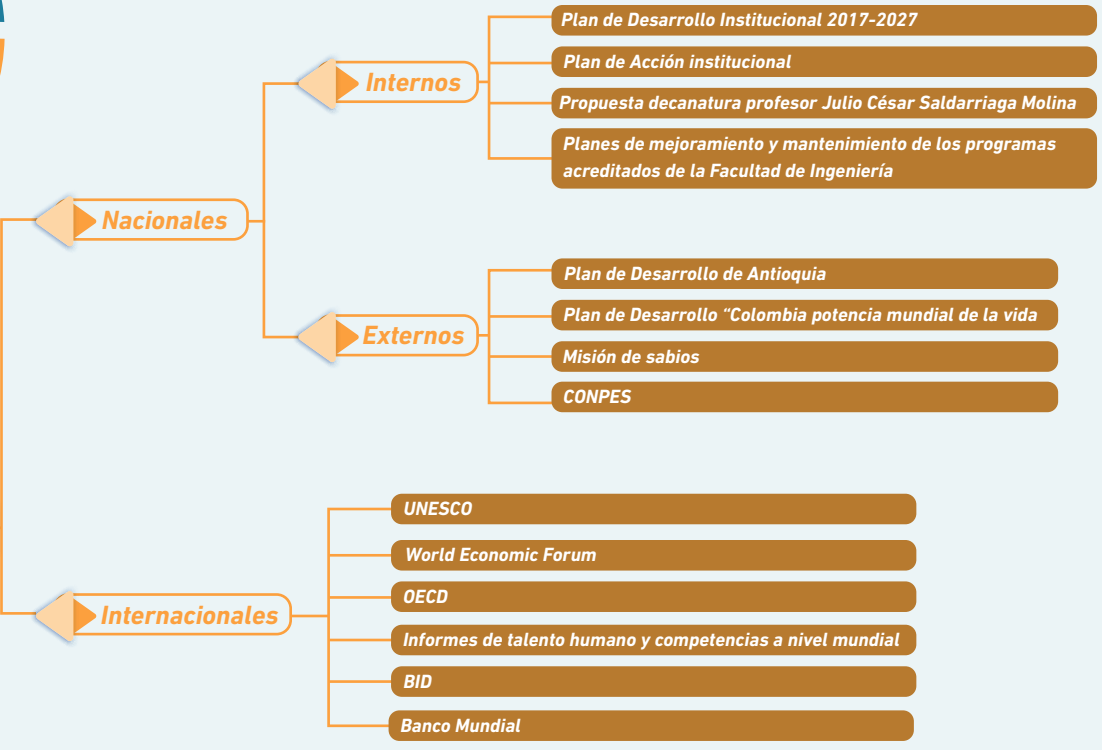 Nacionales
Internos
Plan de Desarrollo Institucional 2017-2027
Plan de Acción institucional
Propuesta decanatura profesor Julio César Saldarriaga Molina
Planes de mejoramiento y mantenimiento de los programas
acreditados de la Facultad de Ingeniería
Externos
Plan de Desarrollo de Antioquia
Plan de Desarrollo “Colombia potencia mundial de la vida
Misión de sabios
CONPES
Internacionales
UNESCO
World Economic Forum
OECD
Informes de talento humano y competencias a nivel mundial
BID
Banco Mundial